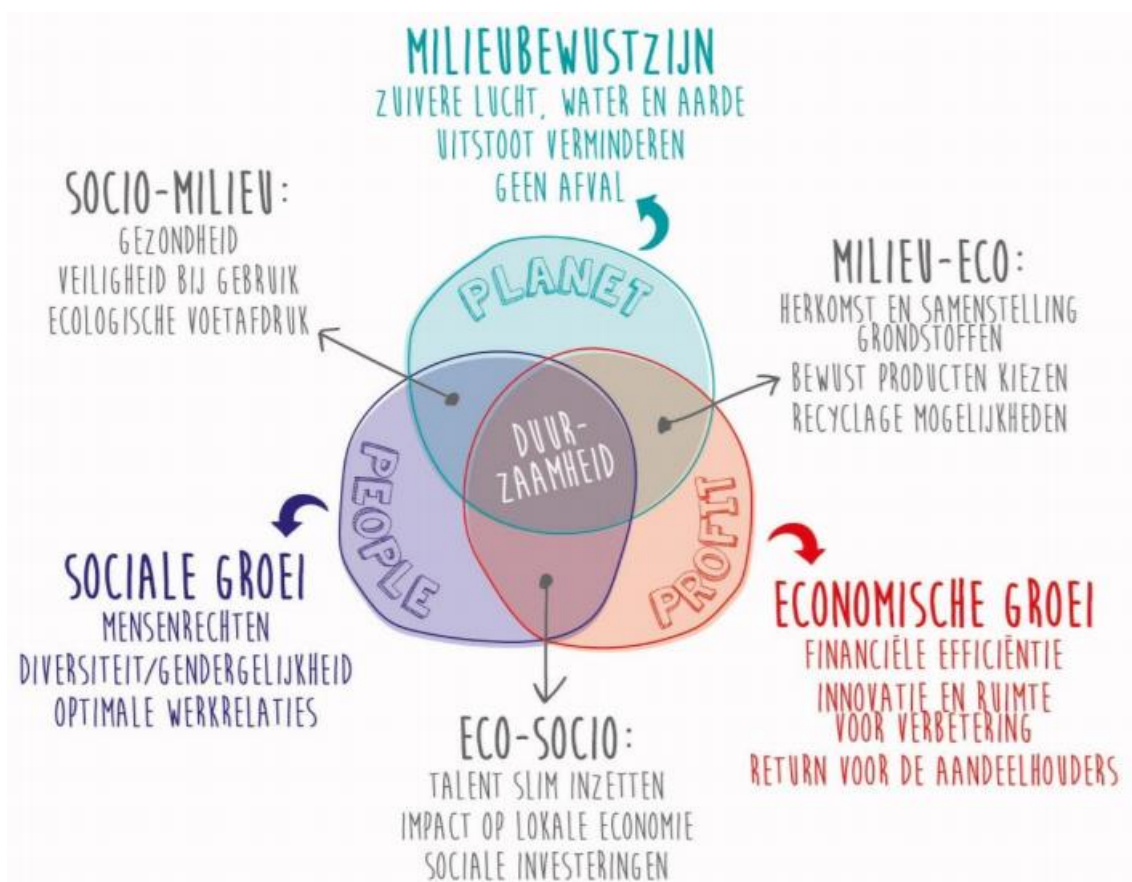 MILIEUBEWUSTZIJN
ZUIVERE LUCHT, WATER EN AARDE
UITSTOOT VERMINDEREN
GEEN AFVAL
SOCIO-MILIEU:
GEZONDHEID
VEILIGHEID BIJ GEBRUIK
ECOLOGISCHE VOETAFDRUK
MILIEU-ECO:
HERKOMST EN SAMENSTELLING
GRONDSTOFFEN
BEWUST PRODUCTEN KIEZEN
RECYCLAGE MOGELIJKHEDEN
PLANET
DUUR-
ZAAMHEID
PEOPLE
PROFIT
SOCIALE GROEI
MENSENRECHTEN
DIVERSITEIT/GENDERGELIJKHEID
OPTIMALE WERKRELATIES
ECONOMISCHE GROEI
FINANCIËLE EFFICIËNTIE
INNOVATIE EN RUIMTE
VOOR VERBETERING
RETURN VOOR DE AANDEELHOUDERS
ECO-SOCIO:
TALENT SLIM INZETTEN
IMPACT OP LOKALE ECONOMIE
SOCIALE INVESTERINGEN